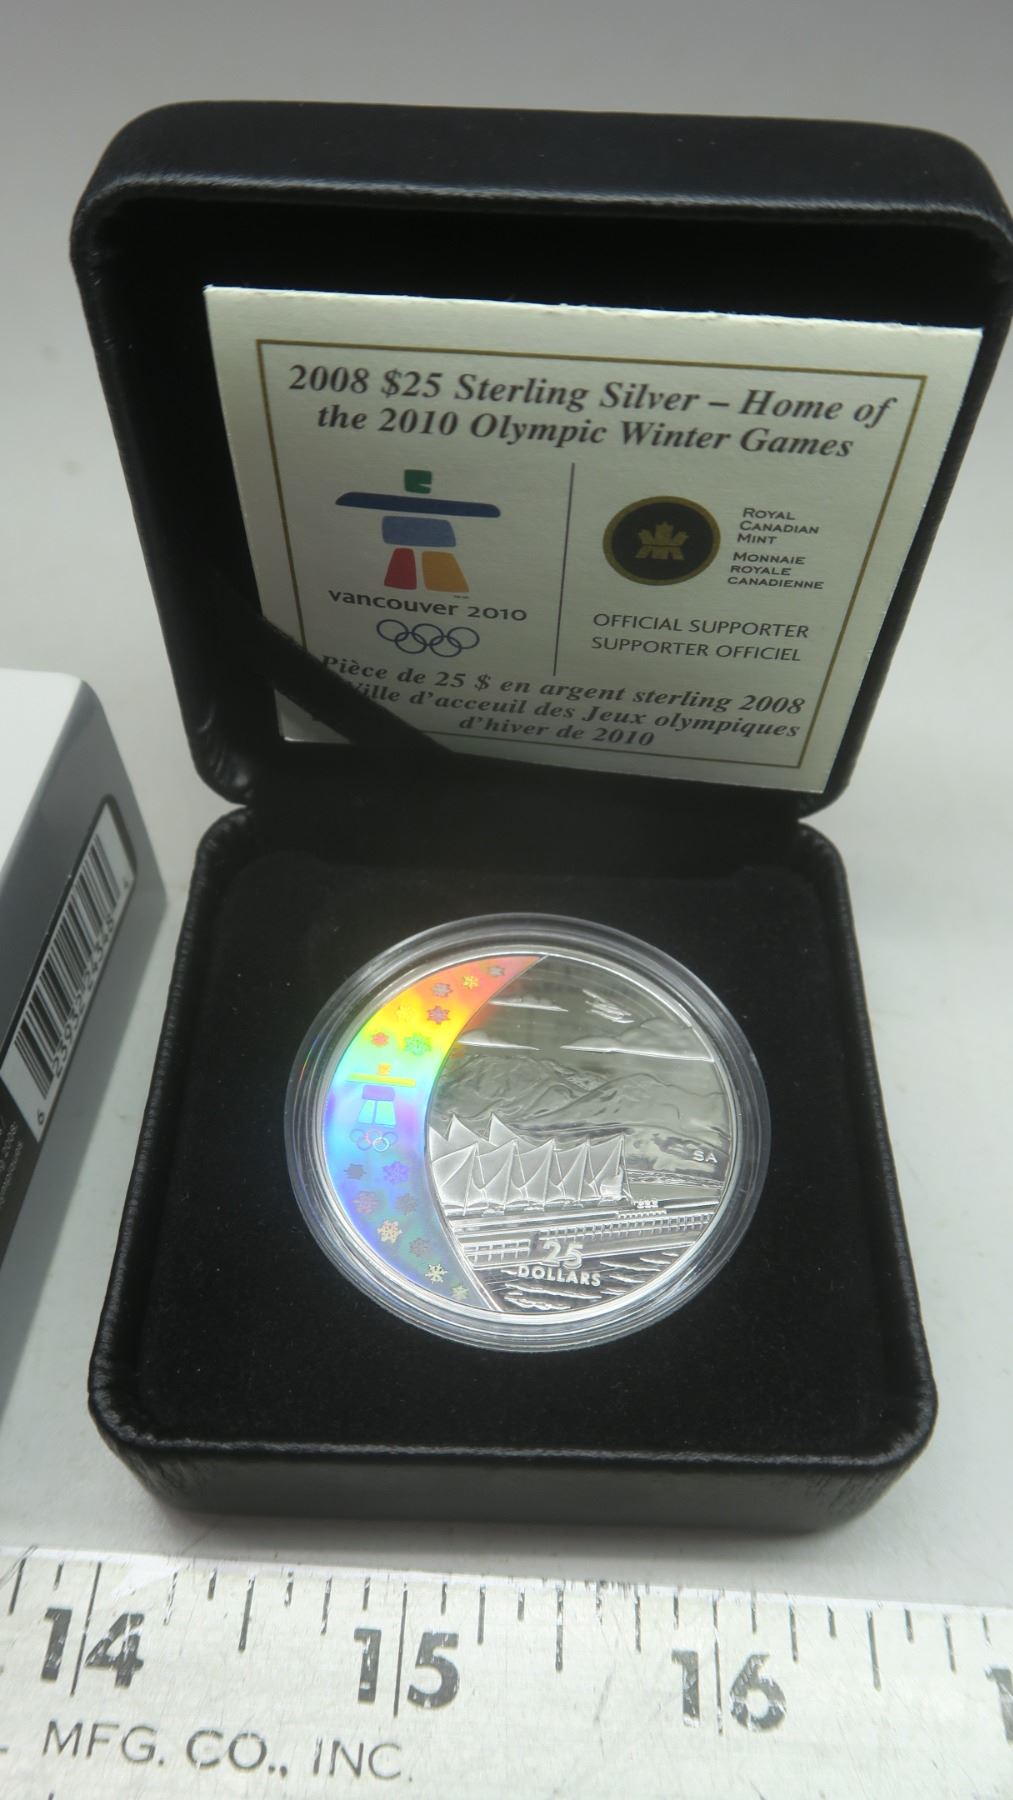 2008 $25 Sterling Silver – Home of
the 2010 Olympic Winter Games
vancouver 2010
ROYAL
CANADIAN
MINT
MONNAIE
ROYALE
CANADIENNE
OFFICIAL SUPPORTER
SUPPORTER OFFICIEL
Pièce de 25 $ en argent sterling 2008
Ville d'acceuil des Jeux olympiques
d'hiver de 2010
SA
25
DOLLARS
14 15 16
MFG. CO., INC.